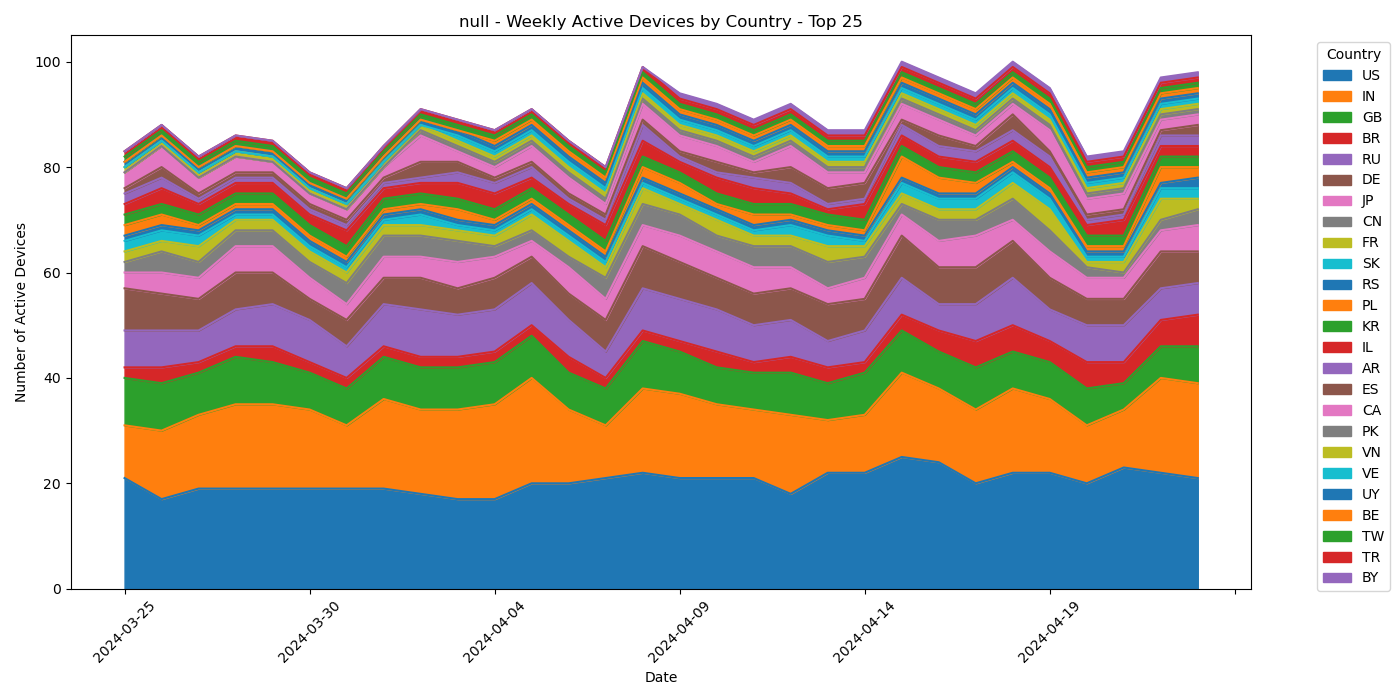 null - Weekly Active Devices by Country - Top 25
Number of Active Devices
100
80
60
40
20
0
2024-03-25
2024-03-30
2024-04-04
2024-04-09
2024-04-14
2024-04-19
Date
Country
US
IN
GB
BR
RU
DE
JP
CN
FR
SK
RS
PL
KR
IL
AR
ES
CA
PK
VN
VE
UY
BE
TW
TR
BY